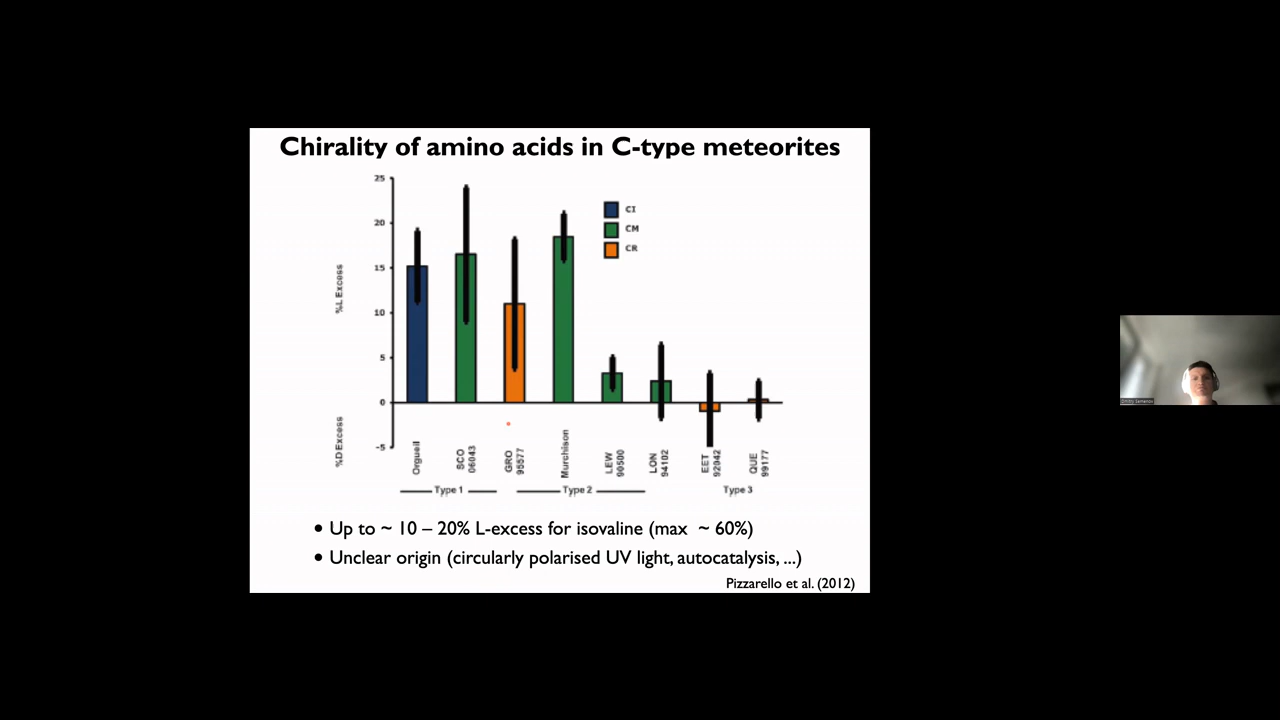 Chirality of amino acids in C-type meteorites
25
20
15
10
5
0
-5
%L Excess
%D Excess
CI
CM
CR
Orgueil
SCO 06043
GRO 95577
Murchison
LEW 90500
LON 94102
EET 92042
QUE 99177
Type 1
Type 2
Type 3
• Up to ~ 10 – 20% L-excess for isovaline (max ~ 60%)
• Unclear origin (circularly polarised UV light, autocatalysis, ...)
Pizzarello et al. (2012)